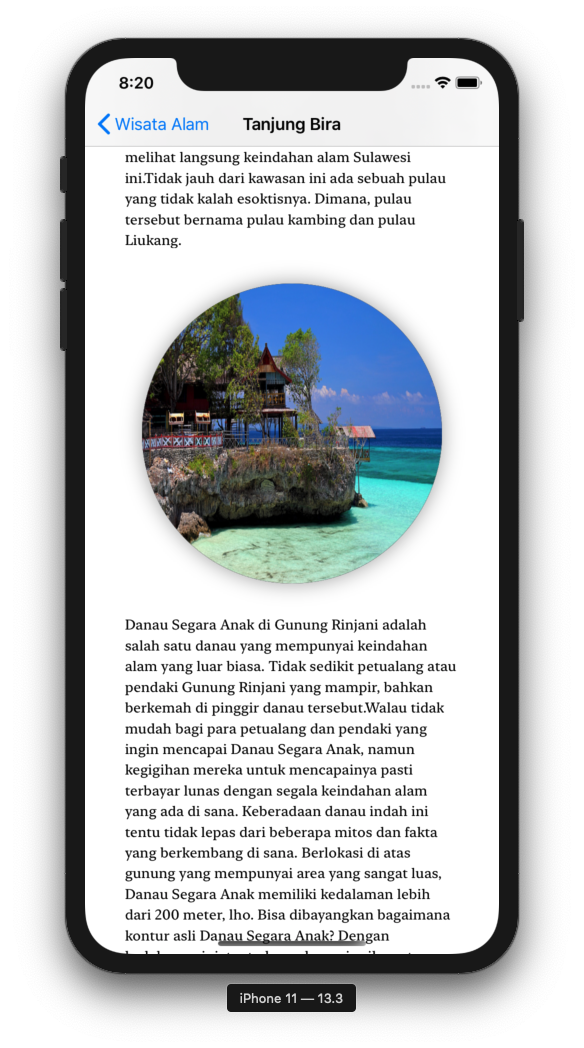 8:20
Wisata Alam
Tanjung Bira
melihat langsung keindahan alam Sulawesi
ini.Tidak jauh dari kawasan ini ada sebuah pulau
yang tidak kalah esoktisnya. Dimana, pulau
tersebut bernama pulau kambing dan pulau
Liukang.
Danau Segara Anak di Gunung Rinjani adalah
salah satu danau yang mempunyai keindahan
alam yang luar biasa. Tidak sedikit petualang atau
pendaki Gunung Rinjani yang mampir, bahkan
berkemah di pinggir danau tersebut.Walau tidak
mudah bagi para petualang dan pendaki yang
ingin mencapai Danau Segara Anak, namun
kegigihan mereka untuk mencapainya pasti
terbayar lunas dengan segala keindahan alam
yang ada di sana. Keberadaan danau indah ini
tentu tidak lepas dari beberapa mitos dan fakta
yang berkembang di sana. Berlokasi di atas
gunung yang mempunyai area yang sangat luas,
Danau Segara Anak memiliki kedalaman lebih
dari 200 meter, lho. Bisa dibayangkan bagaimana
kontur asli Danau Segara Anak? Dengan
iPhone 11 — 13.3